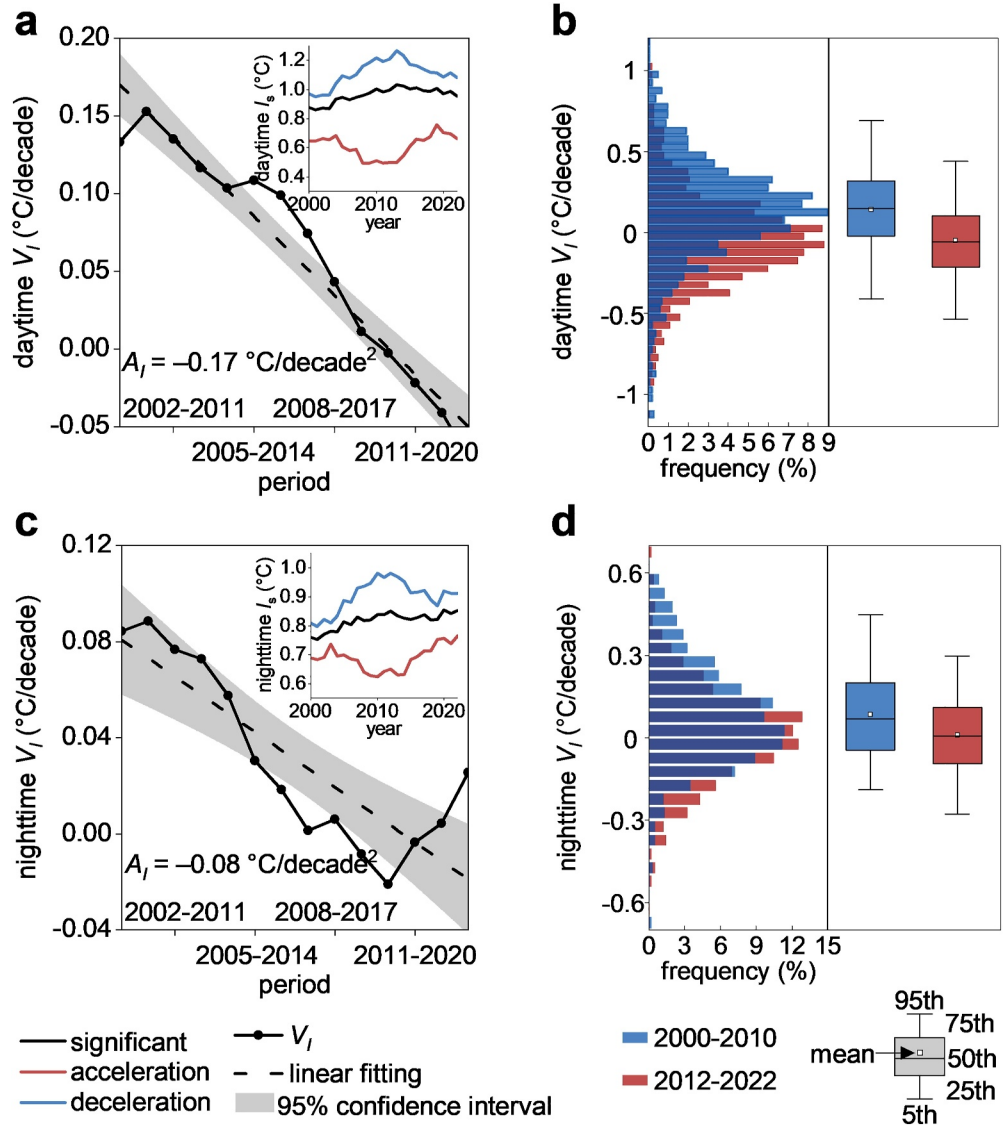 a
0.20
0.15
0.10
0.05
0.00
-0.05
daytime V_I (°C/decade)
1.2
1.0
0.8
0.6
0.4
daytime I_s (°C)
2000 2010 2020
year
A_I = –0.17 °C/decade²
2002-2011 2008-2017
2005-2014 2011-2020
period
b
1
0.5
0
-0.5
-1
daytime V_I (°C/decade)
0 1 2 3 4 5 6 7 8 9
frequency (%)
c
0.12
0.08
0.04
0.00
-0.04
nighttime V_I (°C/decade)
1.0
0.9
0.8
0.7
0.6
nighttime I_s (°C)
2000 2010 2020
year
A_I = –0.08 °C/decade²
2002-2011 2008-2017
2005-2014 2011-2020
period
d
0.6
0.3
0
-0.3
-0.6
nighttime V_I (°C/decade)
0 3 6 9 12 15
frequency (%)
significant
acceleration
deceleration
V_I
linear fitting
95% confidence interval
2000-2010
2012-2022
95th
75th
mean
50th
25th
5th